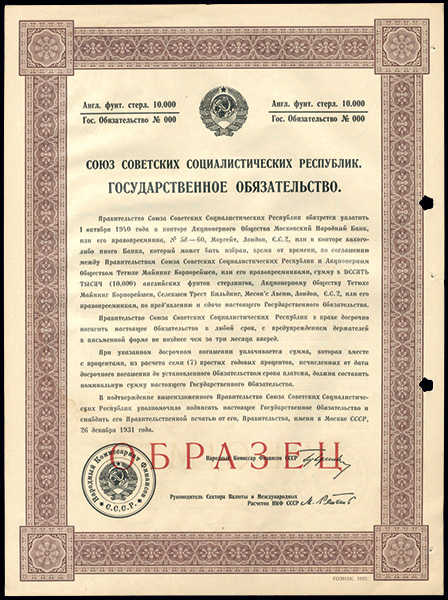 Англ. фунт. стерл. 10.000
Гос. Обязательство № 000
Англ. фунт. стерл. 10.000
Гос. Обязательство № 000
СОЮЗ СОВЕТСКИХ СОЦИАЛИСТИЧЕСКИХ РЕСПУБЛИК.
ГОСУДАРСТВЕННОЕ ОБЯЗАТЕЛЬСТВО.
Правительство Союза Советских Социалистических Республик обязуется уплатить
1 октября 1940 года в конторе Акционерного Общества Московский Народный Банк,
или его правопреемника, № 58—60, Моргейт, Лондон, Е.С.2, или в конторе какого-
либо иного Банка, который может быть избран, время от времени, по соглашению
между Правительством Союза Советских Социалистических Республик и Акционерным
Обществом Тетюхе Майнинг Корпорейшен, или его правопреемниками, сумму в ДЕСЯТЬ
ТЫСЯЧ (10.000) английских фунтов стерлингов, Акционерному Обществу Тетюхе
Майнинг Корпорейшен, Селекшен Трест Бильдинг, Месон'с Авеню, Лондон, Е.С.2, или его
правопреемникам, по пред'явлению и сдаче настоящего Государственного Обязательства.
Правительство Союза Советских Социалистических Республик в праве досрочно
погасить настоящее Обязательство в любой срок, с предупреждением держателей
в письменной форме не позднее чем за три месяца вперед.
При указанном досрочном погашении уплачивается сумма, которая вместе
с процентами, из расчета семи (7) простых годовых процентов, исчисленных от даты
досрочного погашения до установленного Обязательством срока платежа, должна составить
номинальную сумму настоящего Государственного Обязательства.
В подтверждение вышеизложенного Правительство Союза Советских Социалисти-
ческих Республик уполномочило подписать настоящее Государственное Обязательство и
снабдить его Правительственной печатью от его, Правительства, имени в Москве СССР,
26 декабря 1931 года.
ОБРАЗЕЦ
Народный Комиссар Финансов СССР
Народный Комиссариат Финансов
С.С.С.Р.
Руководитель Сектора Валюты и Международных
Расчетов НКФ СССР
ГОЗНАК. 1932.